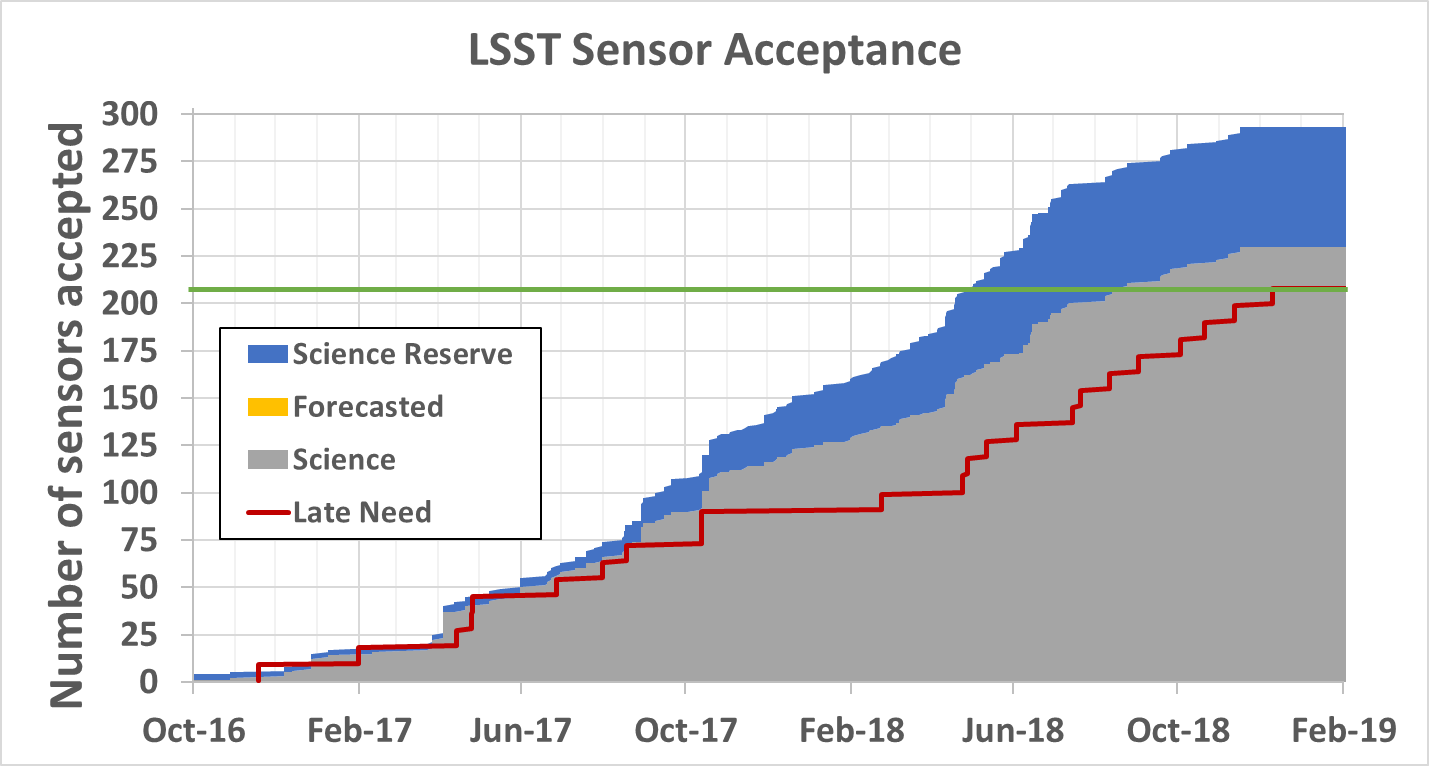 LSST Sensor Acceptance
Number of sensors accepted
300
275
250
225
200
175
150
125
100
75
50
25
0
Science Reserve
Forecasted
Science
Late Need
Oct-16 Feb-17 Jun-17 Oct-17 Feb-18 Jun-18 Oct-18 Feb-19